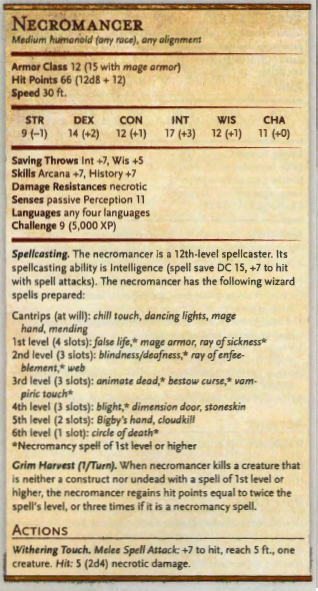 NECROMANCER
Medium humanoid (any race), any alignment
Armor Class 12 (15 with mage armor)
Hit Points 66 (12d8 + 12)
Speed 30 ft.
STR DEX CON INT WIS CHA
9 (–1) 14 (+2) 12 (+1) 17 (+3) 12 (+1) 11 (+0)
Saving Throws Int +7, Wis +5
Skills Arcana +7, History +7
Damage Resistances necrotic
Senses passive Perception 11
Languages any four languages
Challenge 9 (5,000 XP)
Spellcasting. The necromancer is a 12th-level spellcaster. Its
spellcasting ability is Intelligence (spell save DC 15, +7 to hit
with spell attacks). The necromancer has the following wizard
spells prepared:
Cantrips (at will): chill touch, dancing lights, mage
hand, mending
1st level (4 slots): false life,* mage armor, ray of sickness*
2nd level (3 slots): blindness/deafness,* ray of enfee-
blement,* web
3rd level (3 slots): animate dead,* bestow curse,* vam-
piric touch*
4th level (3 slots): blight,* dimension door, stoneskin
5th level (2 slots): Bigby's hand, cloudkill
6th level (1 slot): circle of death*
*Necromancy spell of 1st level or higher
Grim Harvest (1/Turn). When necromancer kills a creature that
is neither a construct nor undead with a spell of 1st level or
higher, the necromancer regains hit points equal to twice the
spell's level, or three times if it is a necromancy spell.
ACTIONS
Withering Touch. Melee Spell Attack: +7 to hit, reach 5 ft., one
creature. Hit: 5 (2d4) necrotic damage.